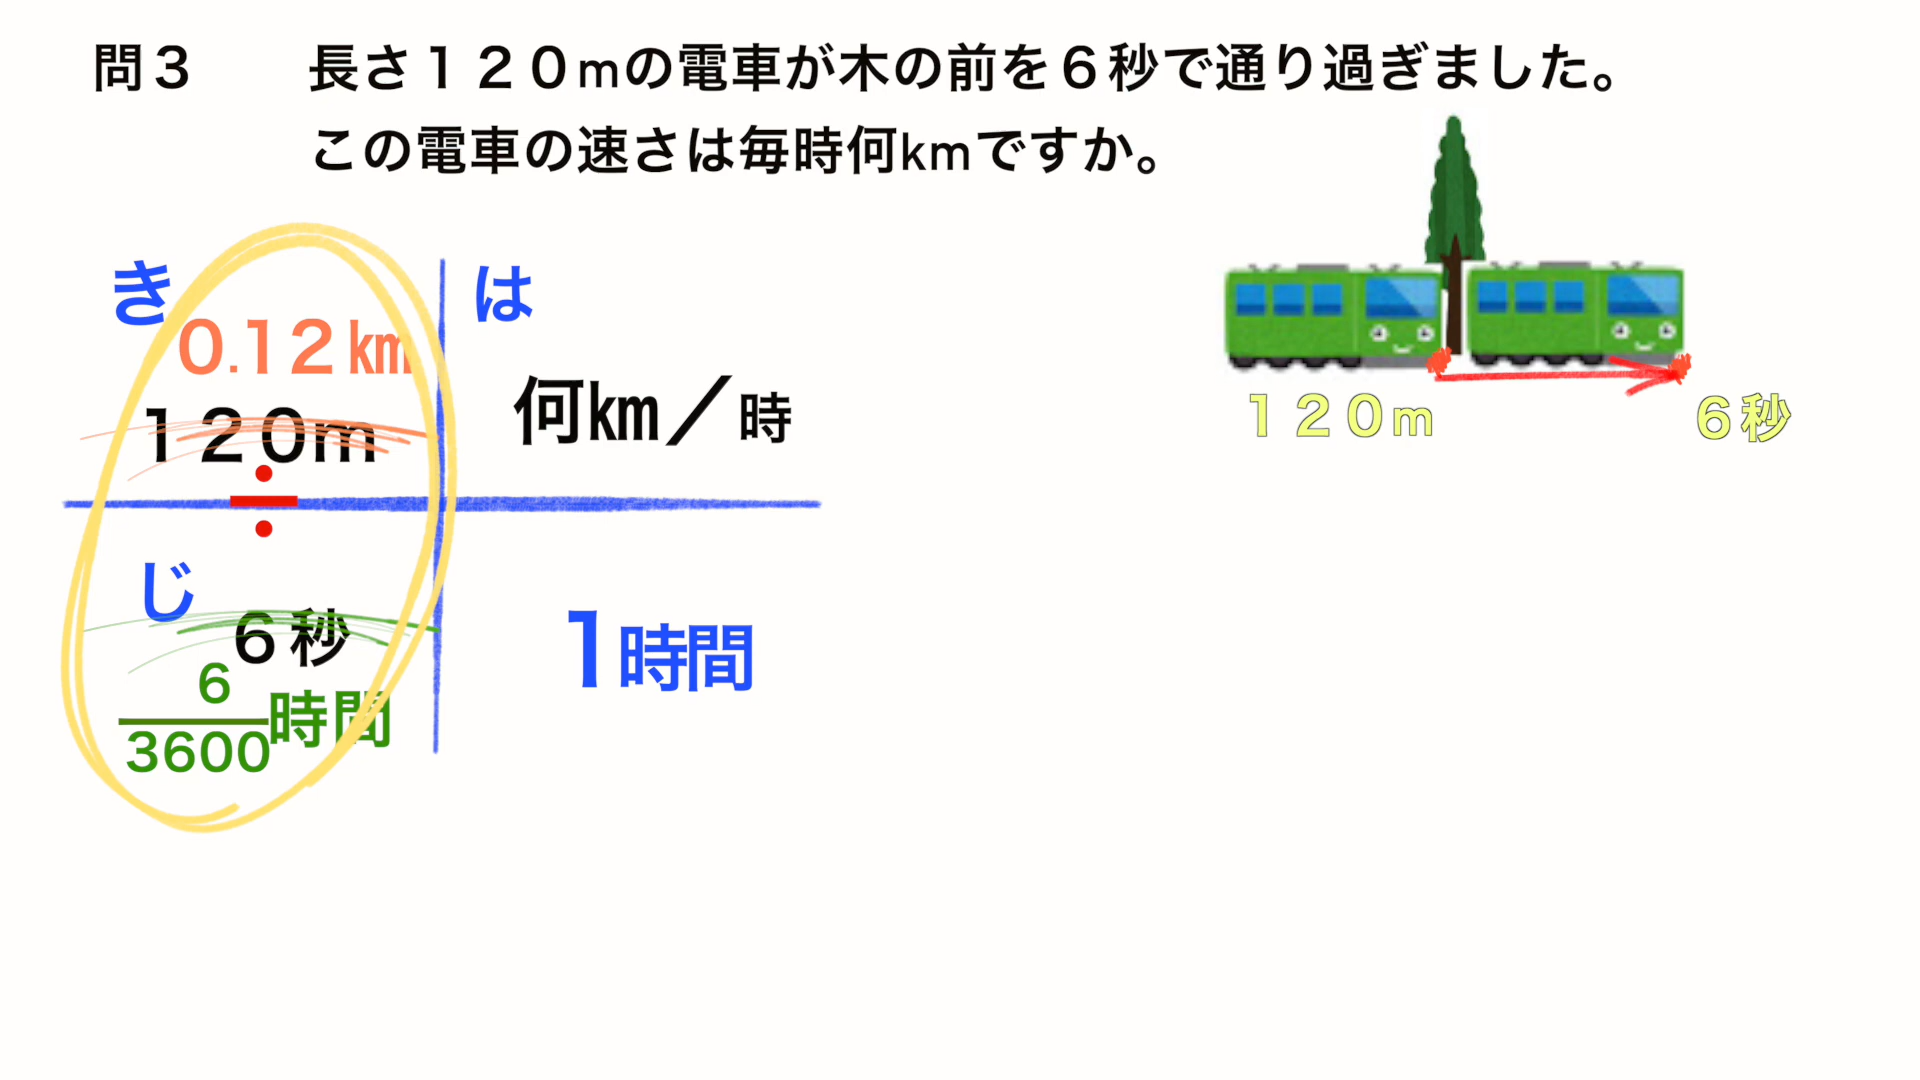 問３　長さ１２０mの電車が木の前を６秒で通り過ぎました。
この電車の速さは毎時何kmですか。
き
は
0.12㎞
１２０m
何㎞／時
÷
１２０m
６秒
じ
６秒
6
3600
時間
1時間